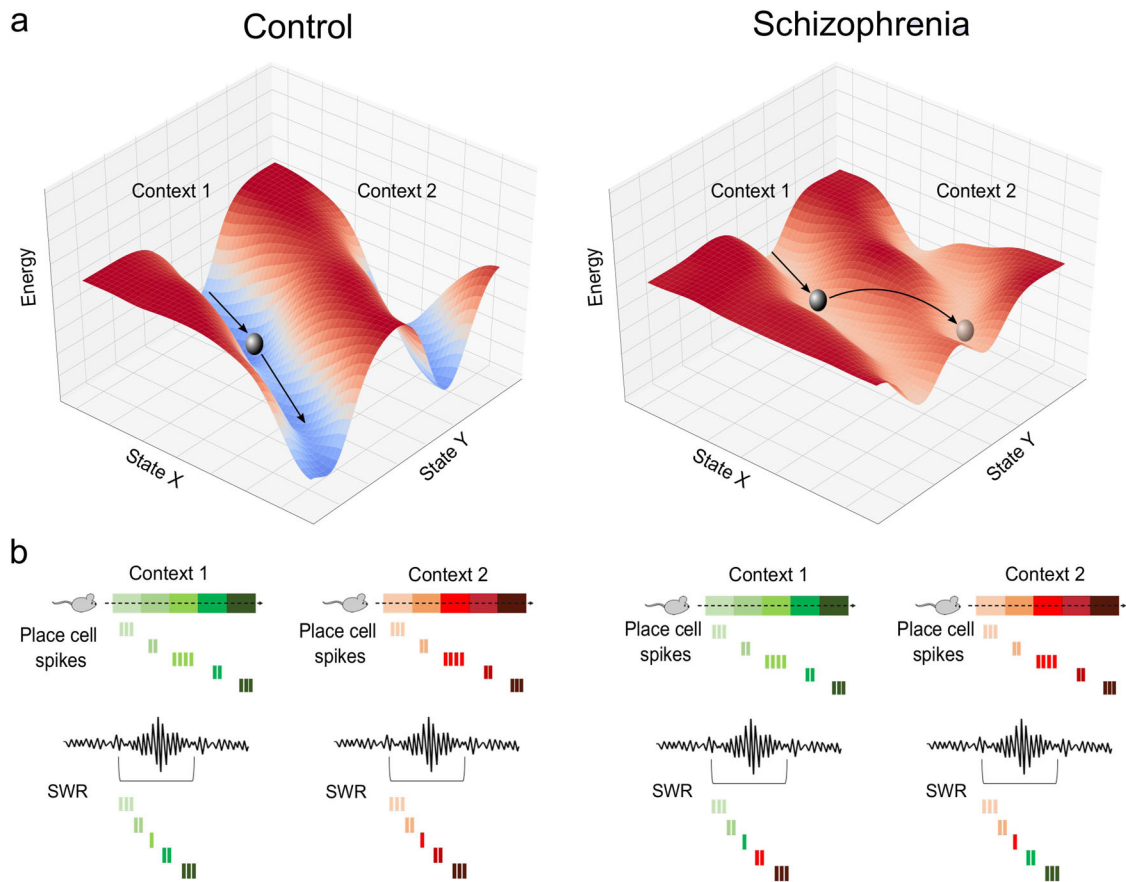 a
Control
Schizophrenia
Context 1
Context 2
Energy
State X
State Y
Context 1
Context 2
Energy
State X
State Y
b
Context 1
Place cell
spikes
SWR
Context 2
Place cell
spikes
SWR
Context 1
Place cell
spikes
SWR
Context 2
Place cell
spikes
SWR